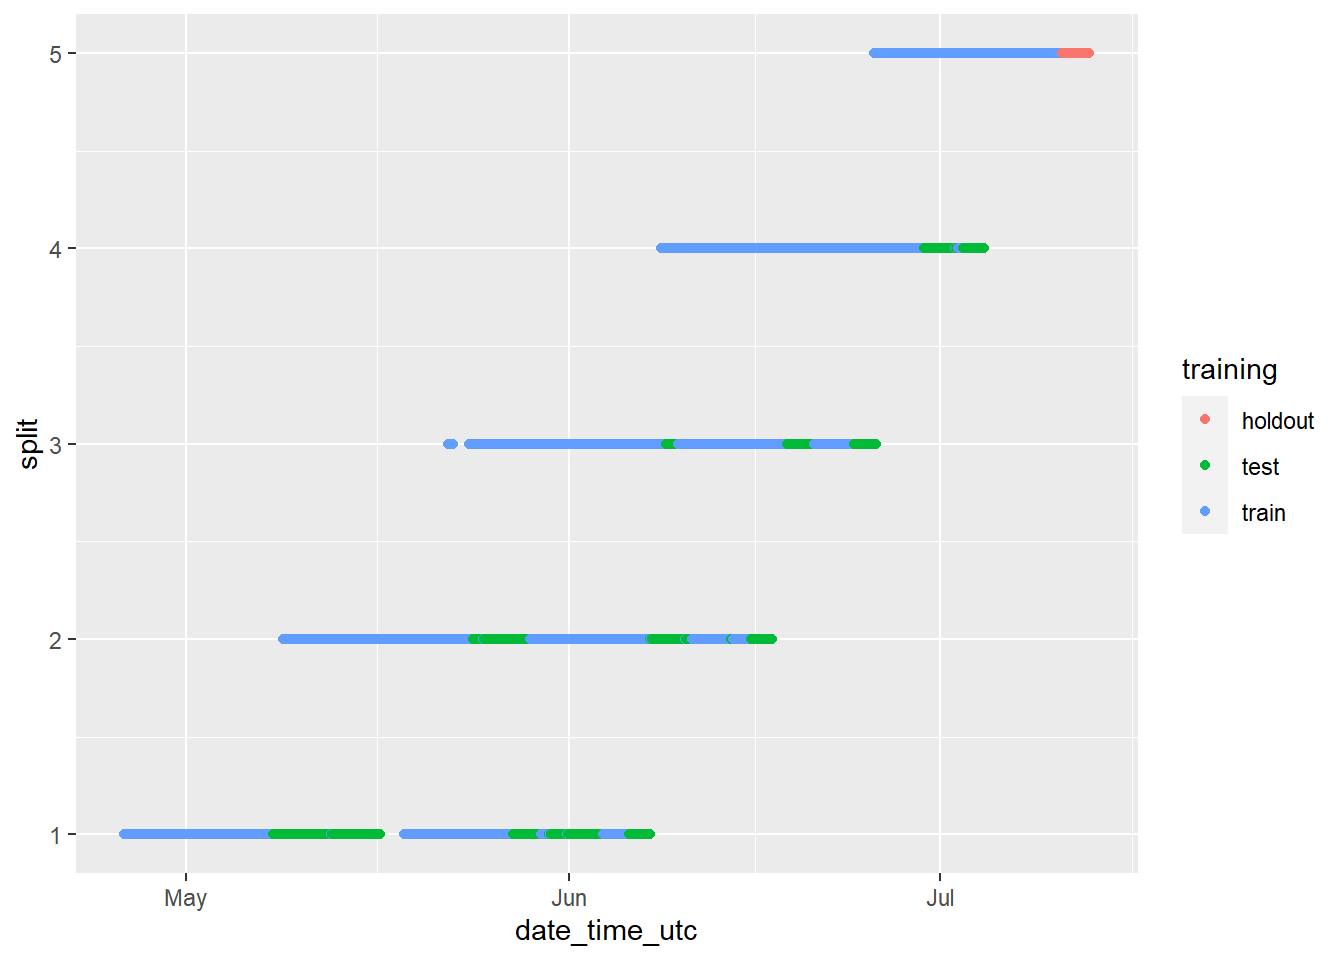 5
4
3
2
1
split
May
Jun
Jul
date_time_utc
training
holdout
test
train